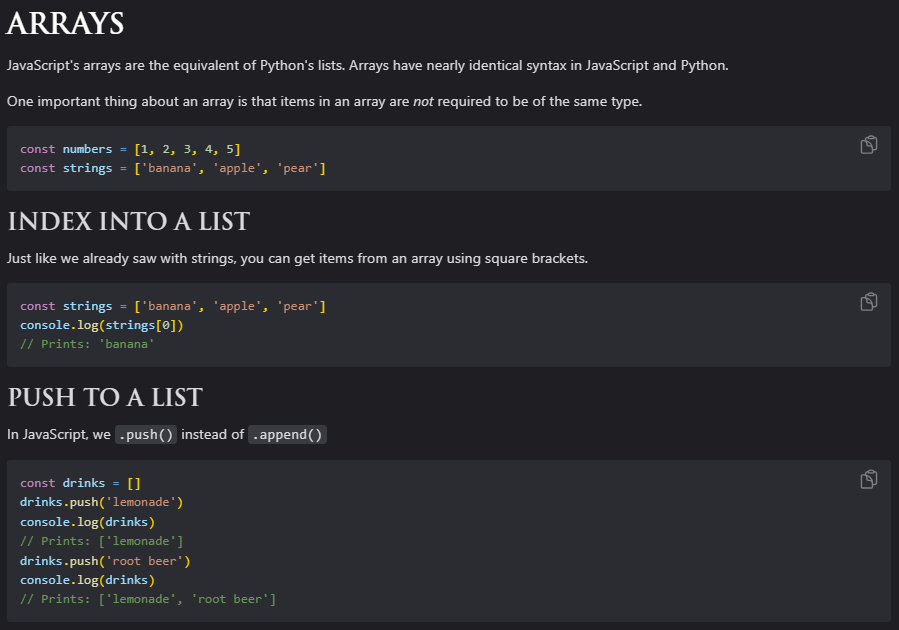 ARRAYS
JavaScript's arrays are the equivalent of Python's lists. Arrays have nearly identical syntax in JavaScript and Python.
One important thing about an array is that items in an array are not required to be of the same type.
const numbers = [1, 2, 3, 4, 5]
const strings = ['banana', 'apple', 'pear']
INDEX INTO A LIST
Just like we already saw with strings, you can get items from an array using square brackets.
const strings = ['banana', 'apple', 'pear']
console.log(strings[0])
// Prints: 'banana'
PUSH TO A LIST
In JavaScript, we .push() instead of .append()
const drinks = []
drinks.push('lemonade')
console.log(drinks)
// Prints: ['lemonade']
drinks.push('root beer')
console.log(drinks)
// Prints: ['lemonade', 'root beer']